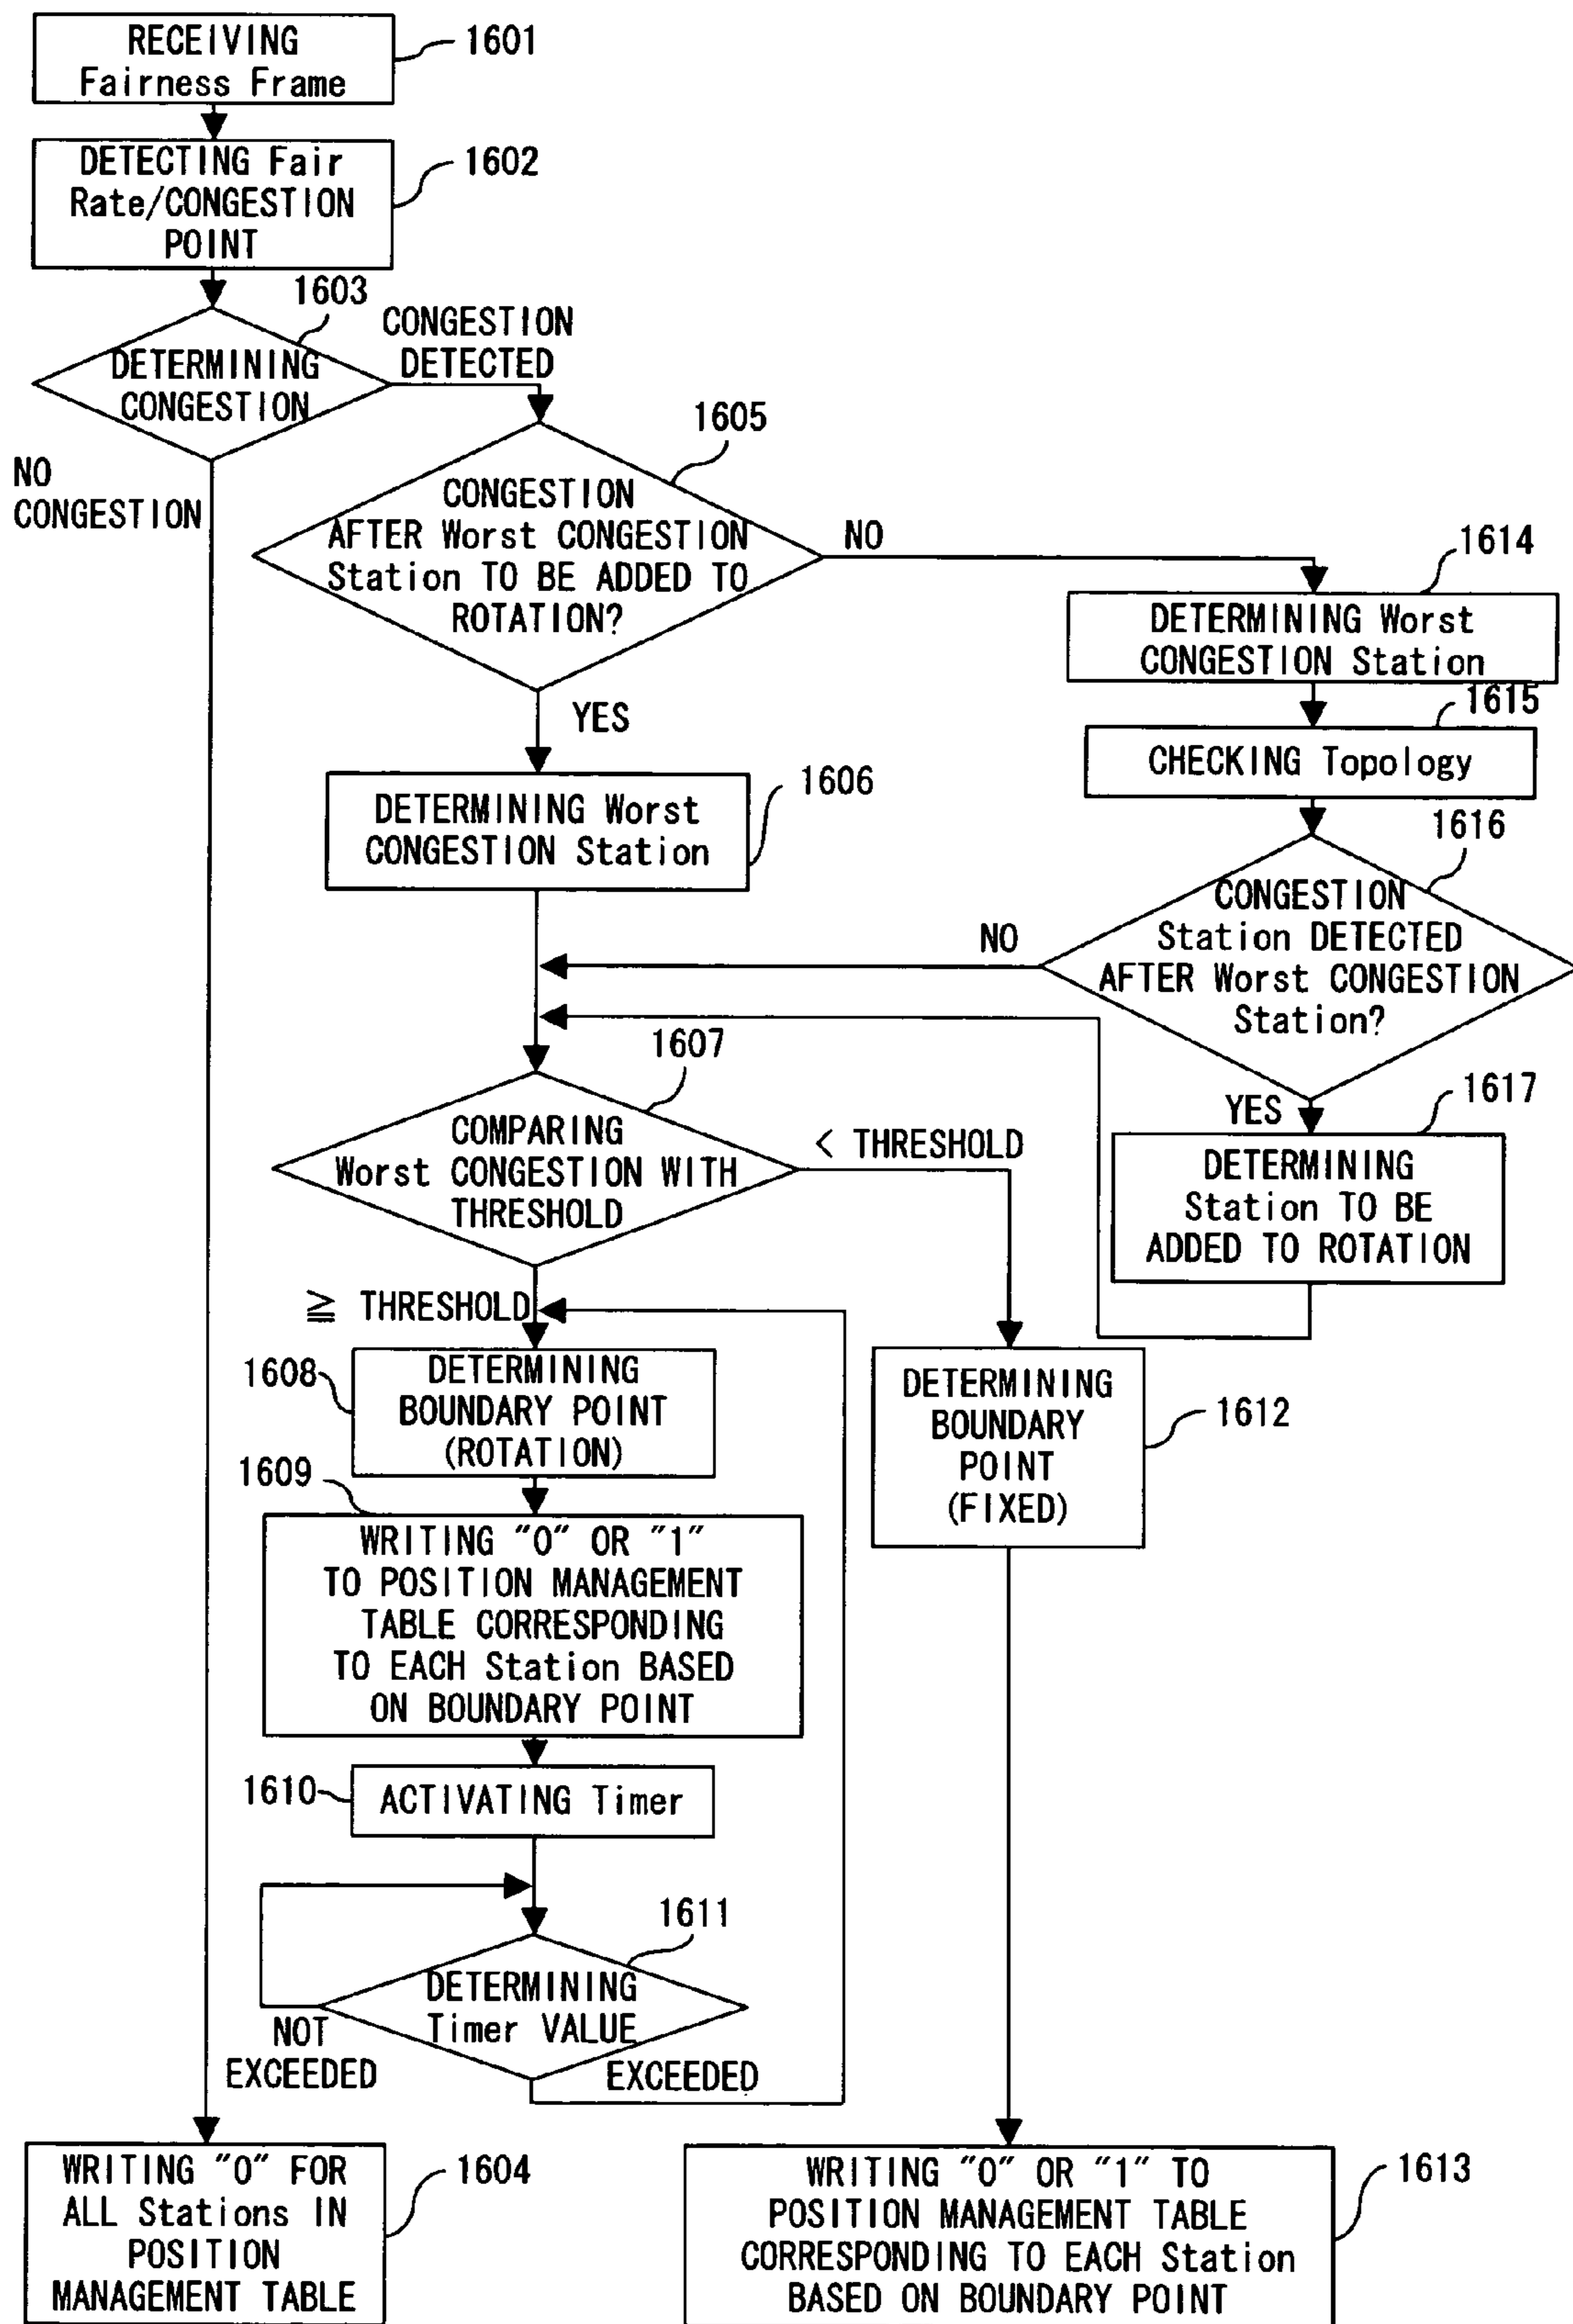 RECEIVING
Fairness Frame
1601
DETECTING Fair
Rate/CONGESTION
POINT
1602
1603
DETERMINING
CONGESTION
CONGESTION
DETECTED
NO
CONGESTION
1605
CONGESTION
AFTER Worst CONGESTION
Station TO BE ADDED TO
ROTATION?
NO
YES
1614
DETERMINING Worst
CONGESTION Station
1615
CHECKING Topology
1606
DETERMINING Worst
CONGESTION Station
1616
CONGESTION
Station DETECTED
AFTER Worst CONGESTION
Station?
NO
YES
1617
DETERMINING
Station TO BE
ADDED TO ROTATION
1607
COMPARING
Worst CONGESTION WITH
THRESHOLD
< THRESHOLD
≧ THRESHOLD
1608
DETERMINING
BOUNDARY POINT
(ROTATION)
DETERMINING
BOUNDARY
POINT
(FIXED)
1612
1609
WRITING "0" OR "1"
TO POSITION MANAGEMENT
TABLE CORRESPONDING
TO EACH Station BASED
ON BOUNDARY POINT
1610
ACTIVATING Timer
1611
DETERMINING
Timer VALUE
NOT
EXCEEDED
EXCEEDED
WRITING "0" FOR
ALL Stations IN
POSITION
MANAGEMENT TABLE
1604
WRITING "0" OR "1" TO
POSITION MANAGEMENT TABLE
CORRESPONDING TO EACH Station
BASED ON BOUNDARY POINT
1613